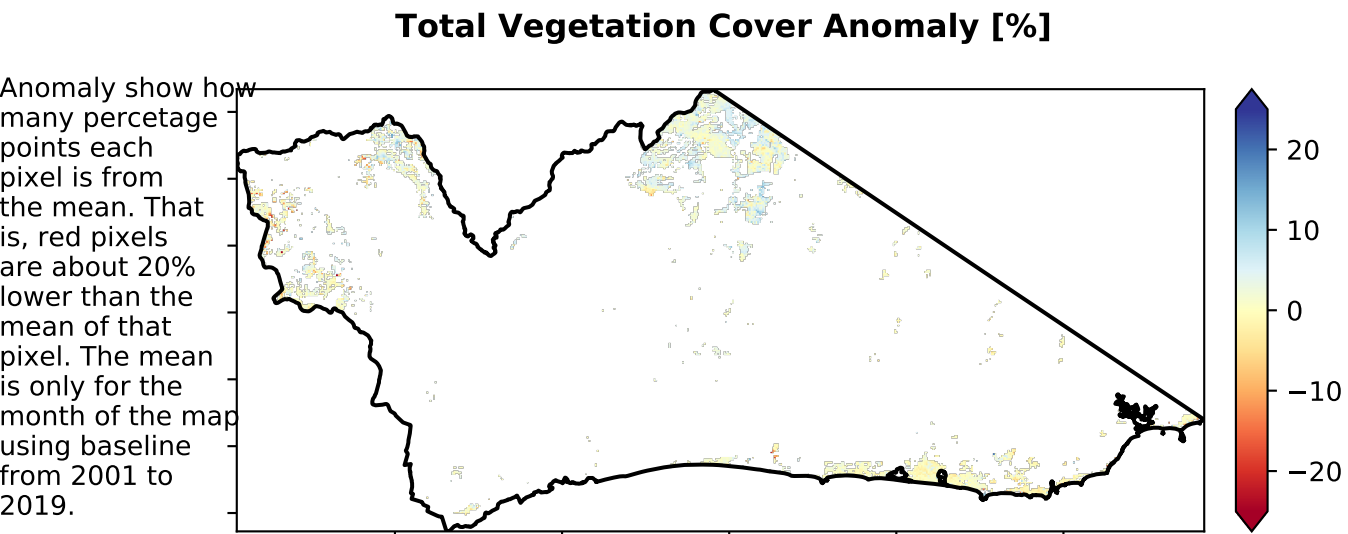 Total Vegetation Cover Anomaly [%]
Anomaly show how
many percetage
points each
pixel is from
the mean. That
is, red pixels
are about 20%
lower than the
mean of that
pixel. The mean
is only for the
month of the map
using baseline
from 2001 to
2019.
20
10
0
−10
−20